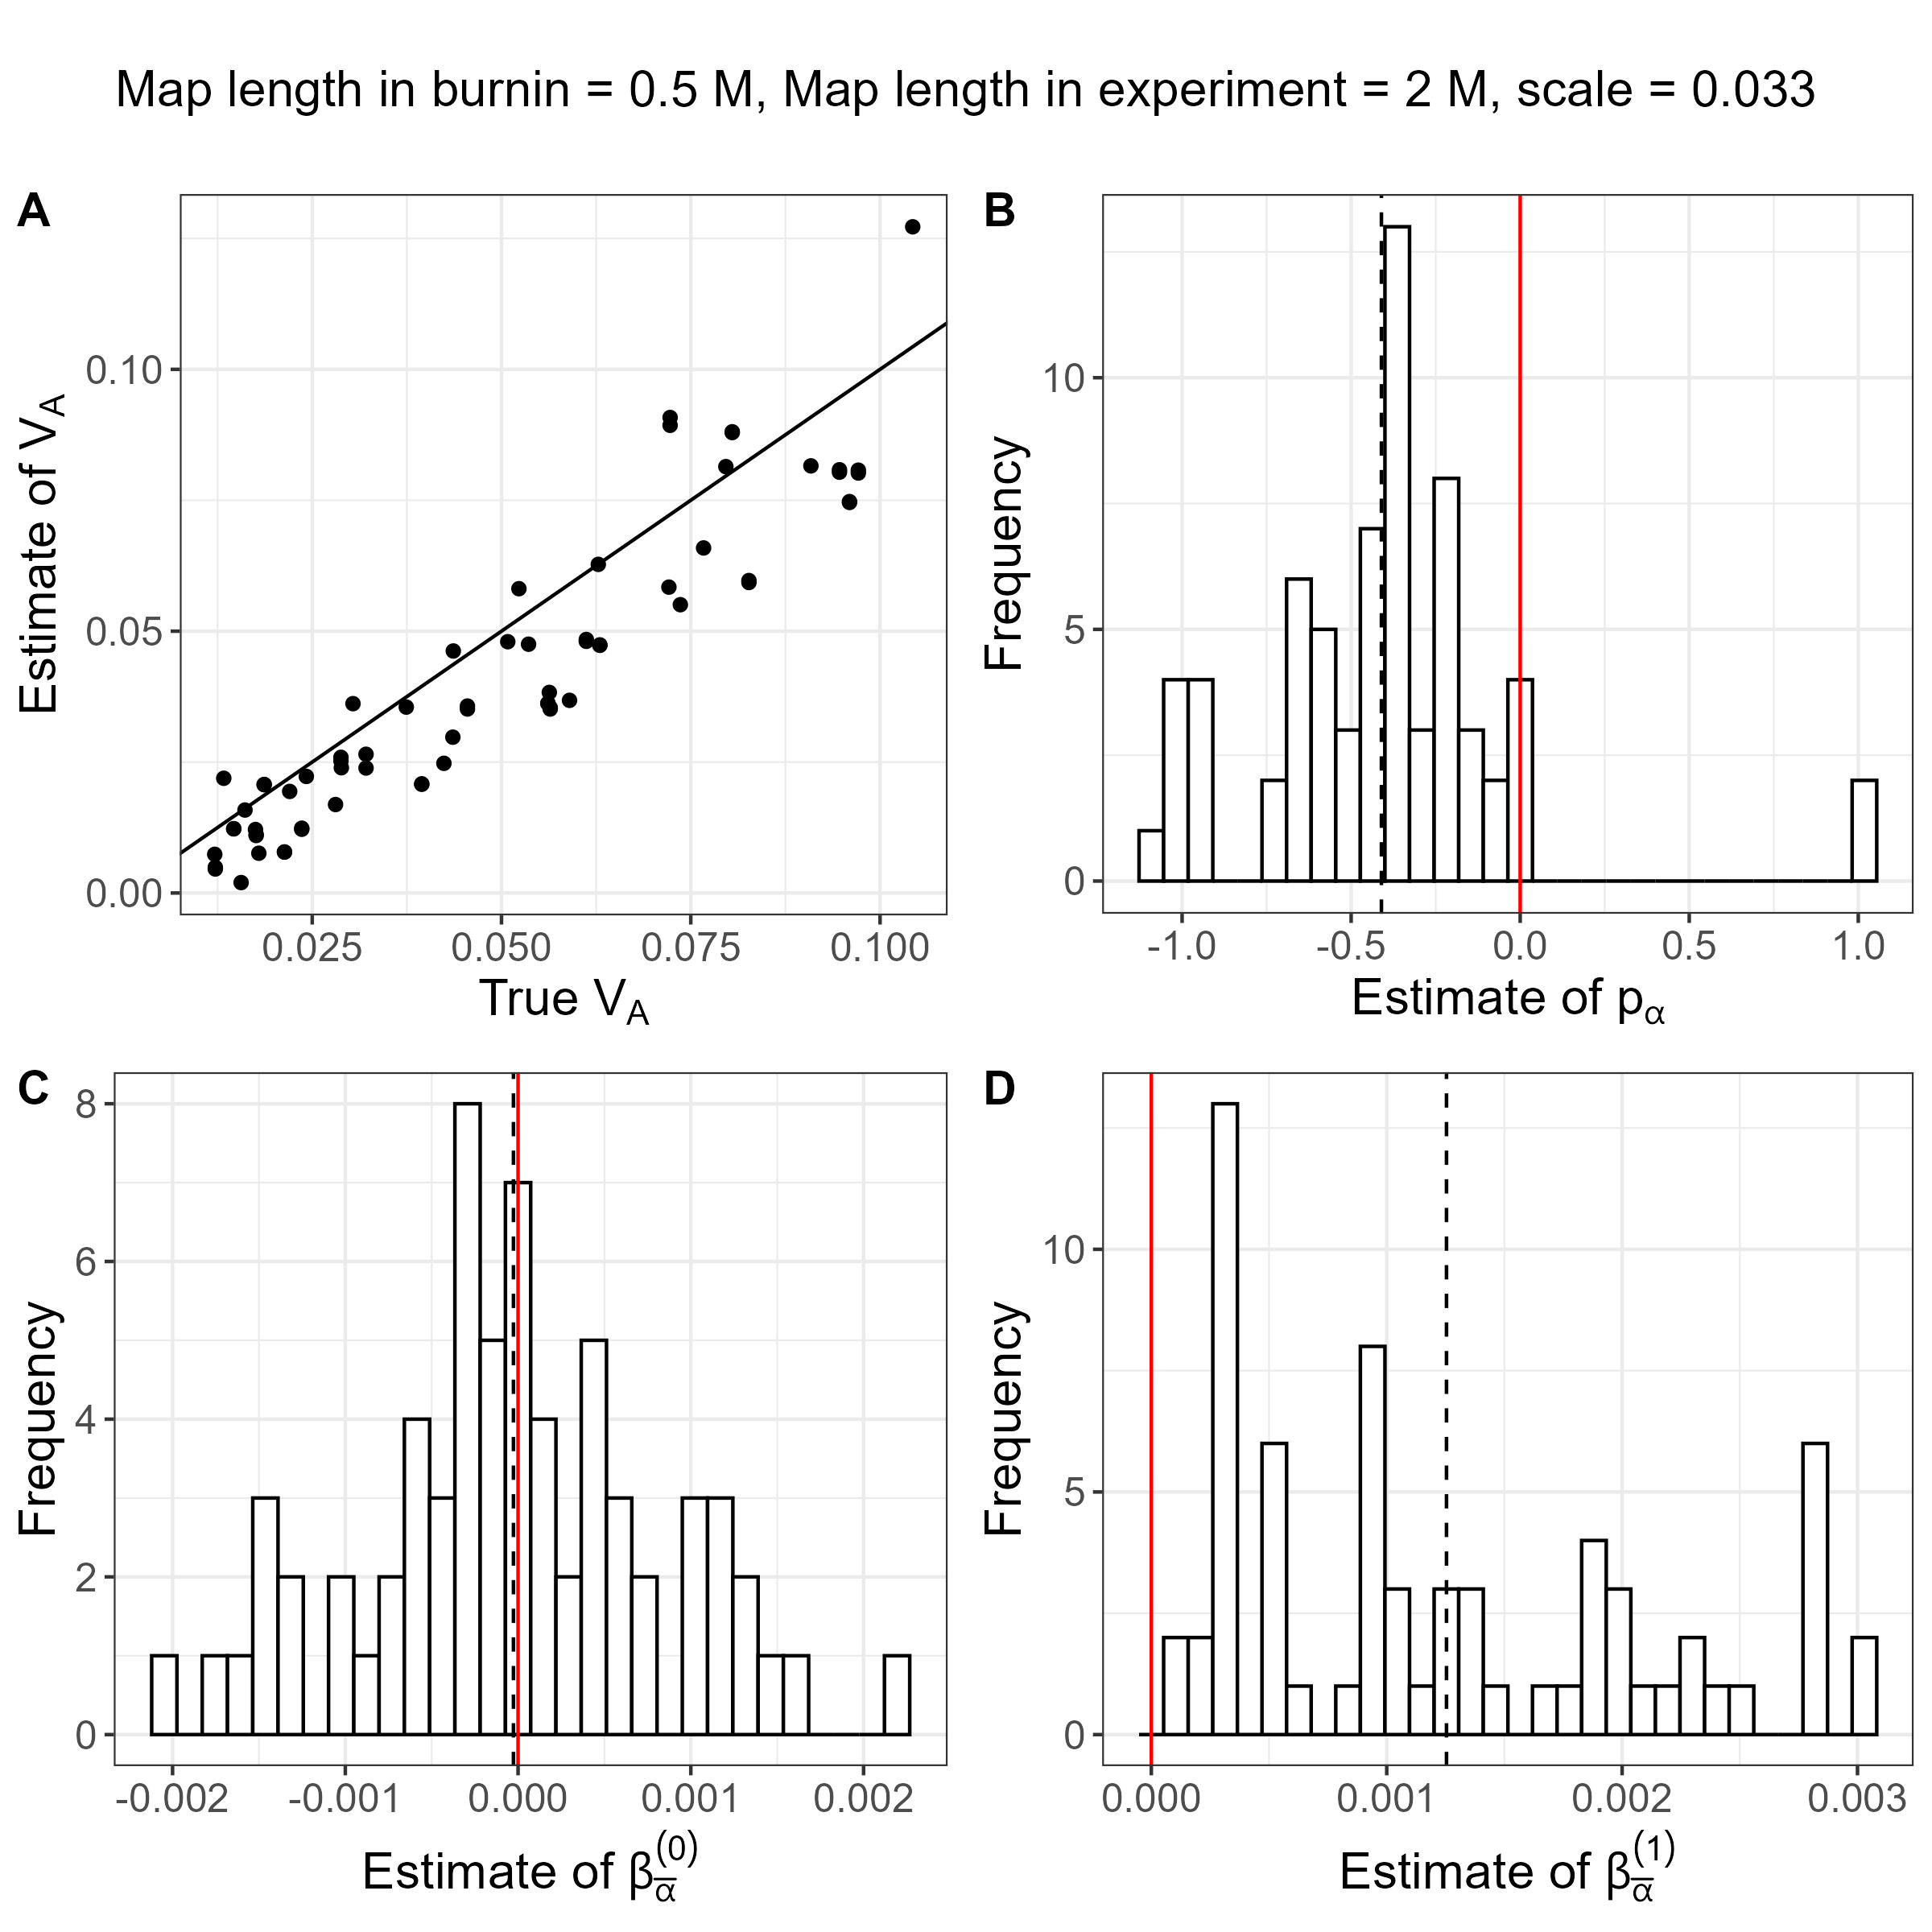 Map length in burnin = 0.5 M, Map length in experiment = 2 M, scale = 0.033
A
Estimate of V_A
0.10
0.05
0.00
0.025 0.050 0.075 0.100
True V_A
B
Frequency
10
5
0
-1.0 -0.5 0.0 0.5 1.0
Estimate of p_α
C
Frequency
8
6
4
2
0
-0.002 -0.001 0.000 0.001 0.002
Estimate of β_α̅^(0)
D
Frequency
10
5
0
0.000 0.001 0.002 0.003
Estimate of β_α̅^(1)